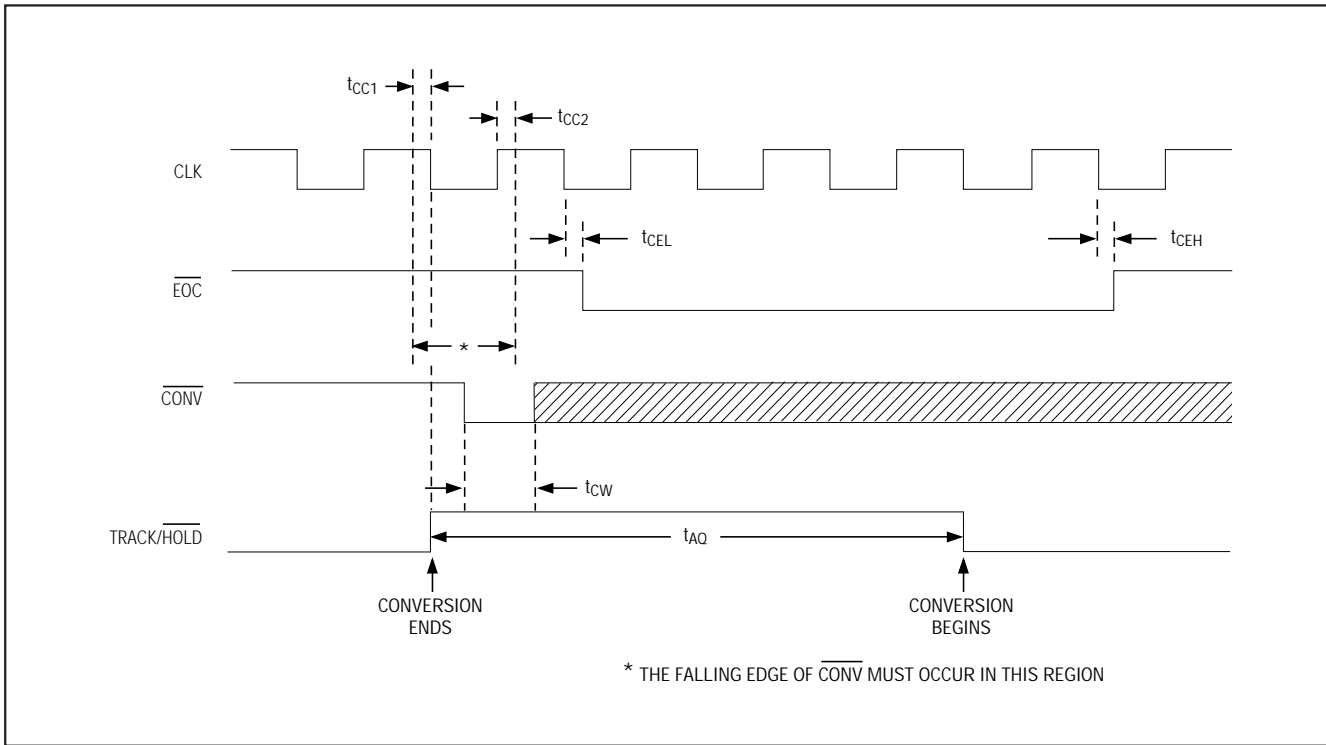 tCC1
tCC2
CLK
tCEL
tCEH
EOC
*
CONV
tCW
TRACK/HOLD
tAQ
CONVERSION
ENDS
CONVERSION
BEGINS
* THE FALLING EDGE OF CONV MUST OCCUR IN THIS REGION